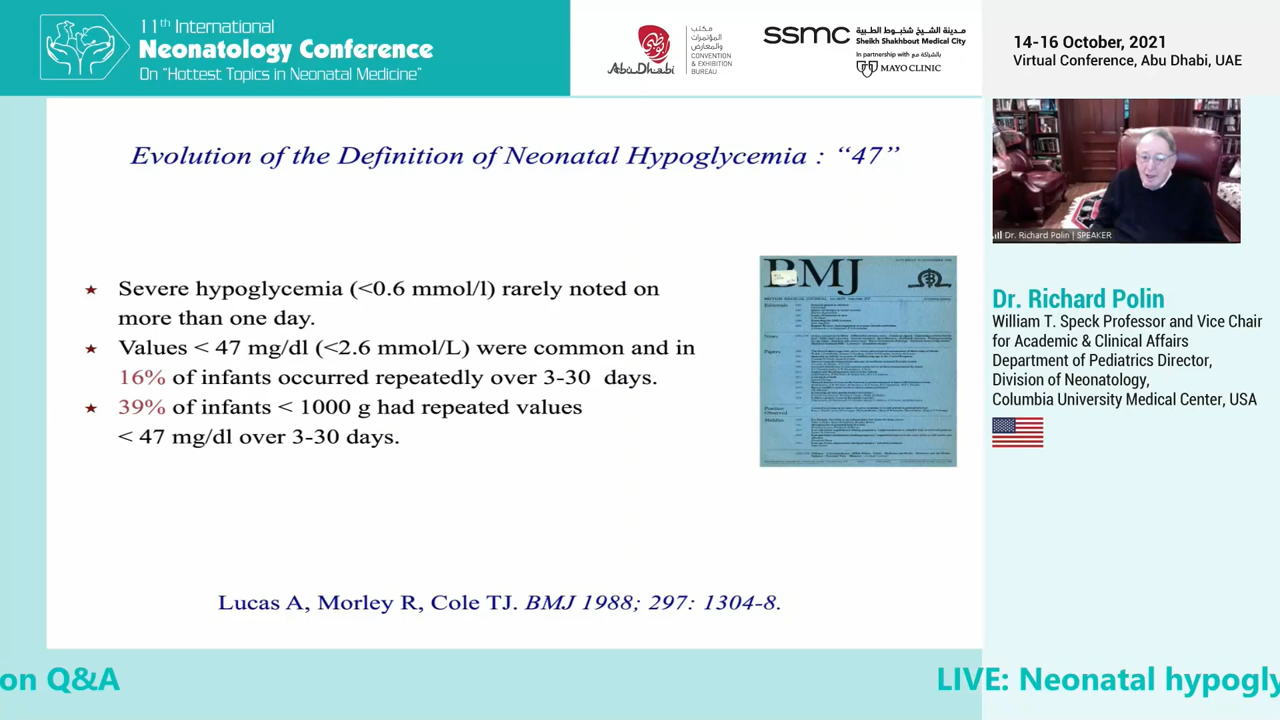 11th International
Neonatology Conference
On “Hottest Topics in Neonatal Medicine”
Abu Dhabi
مكتب
المؤتمرات
والمعارض
CONVENTION
& EXHIBITION
BUREAU
ssmc
مدينة الشيخ شخبوط الطبية
Sheikh Shakhbout Medical City
In partnership with بالشراكة مع
MAYO CLINIC
14-16 October, 2021
Virtual Conference, Abu Dhabi, UAE
Evolution of the Definition of Neonatal Hypoglycemia : “47”
★ Severe hypoglycemia (<0.6 mmol/l) rarely noted on
more than one day.
★ Values < 47 mg/dl (<2.6 mmol/L) were common and in
16% of infants occurred repeatedly over 3-30 days.
★ 39% of infants < 1000 g had repeated values
< 47 mg/dl over 3-30 days.
BMJ
Lucas A, Morley R, Cole TJ. BMJ 1988; 297: 1304-8.
Dr. Richard Polin | SPEAKER
Dr. Richard Polin
William T. Speck Professor and Vice Chair
for Academic & Clinical Affairs
Department of Pediatrics Director,
Division of Neonatology,
Columbia University Medical Center, USA
on Q&A
LIVE: Neonatal hypogly